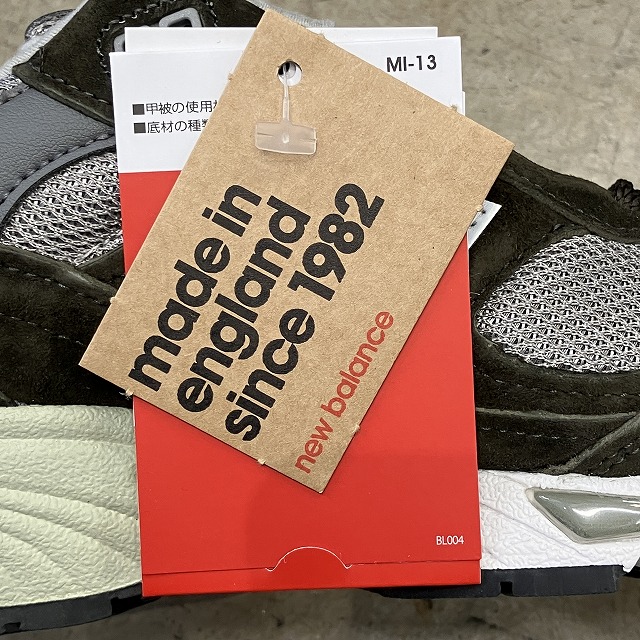 MI-13
■甲被の使用
■底材の種類
made in
england
since 1982
new balance
BL004